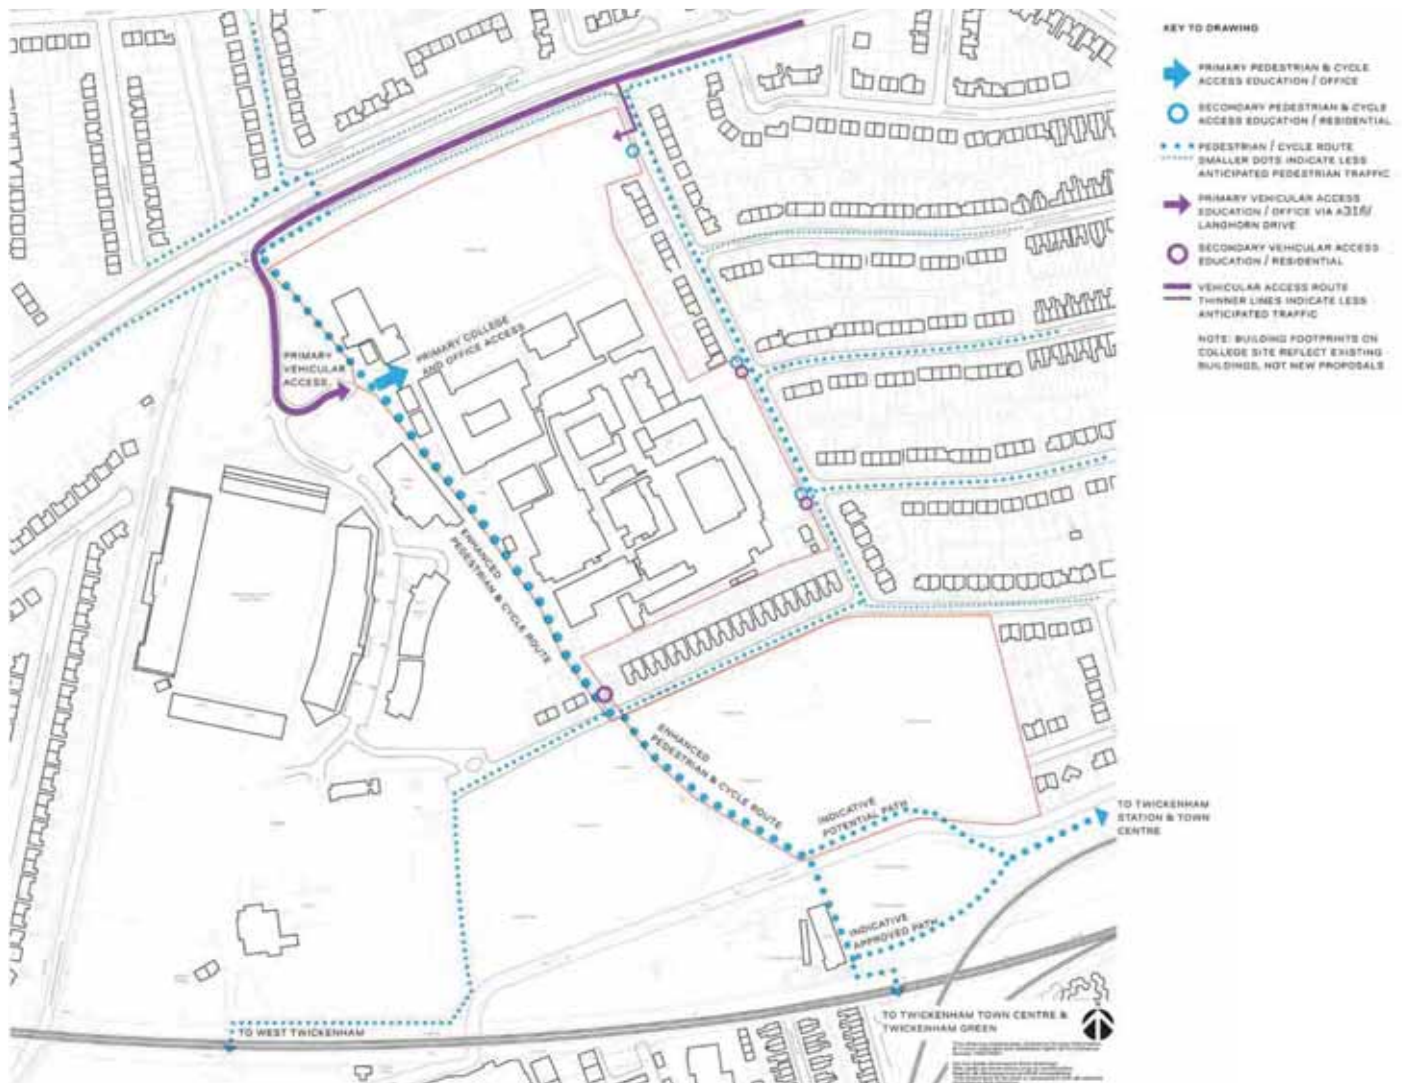 KEY TO DRAWING
PRIMARY PEDESTRIAN & CYCLE
ACCESS EDUCATION / OFFICE
SECONDARY PEDESTRIAN & CYCLE
ACCESS EDUCATION / RESIDENTIAL
PEDESTRIAN / CYCLE ROUTE
SMALLER DOTS INDICATE LESS
ANTICIPATED PEDESTRIAN TRAFFIC
PRIMARY VEHICULAR ACCESS
EDUCATION / OFFICE VIA A316/
LANGHORN DRIVE
SECONDARY VEHICULAR ACCESS
EDUCATION / RESIDENTIAL
VEHICULAR ACCESS ROUTE
THINNER LINES INDICATE LESS
ANTICIPATED TRAFFIC
NOTE: BUILDING FOOTPRINTS ON
COLLEGE SITE REFLECT EXISTING
BUILDINGS, NOT NEW PROPOSALS
PRIMARY
VEHICULAR
ACCESS
PRIMARY COLLEGE
AND OFFICE ACCESS
ENHANCED
PEDESTRIAN & CYCLE ROUTE
ENHANCED
PEDESTRIAN & CYCLE ROUTE
INDICATIVE
POTENTIAL PATH
TO TWICKENHAM
STATION & TOWN
CENTRE
INDICATIVE
APPROVED PATH
TO WEST TWICKENHAM
TO TWICKENHAM TOWN CENTRE &
TWICKENHAM GREEN